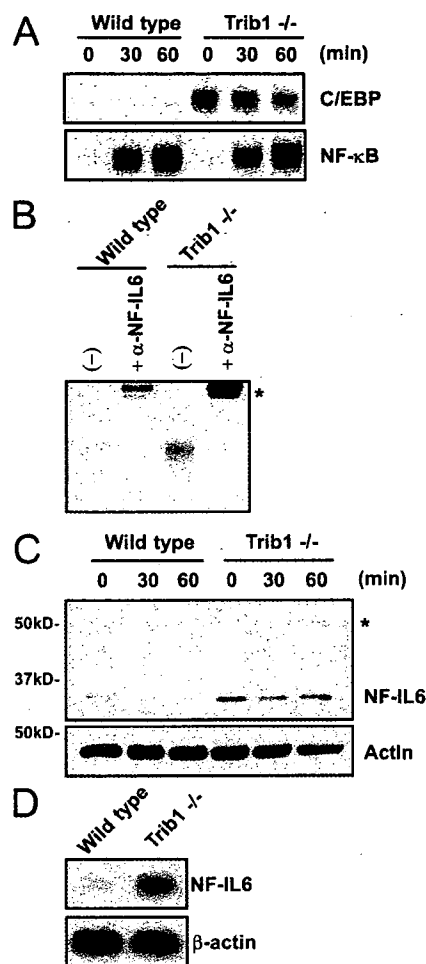 A
Wild type Trib1 -/-
0 30 60 0 30 60 (min)
C/EBP
NF-κB
B
Wild type Trib1 -/-
(−) + α-NF-IL6 (−) + α-NF-IL6
*
C
Wild type Trib1 -/-
0 30 60 0 30 60 (min)
50kD-
*
37kD-
NF-IL6
50kD-
Actin
D
Wild type Trib1 -/-
NF-IL6
β-actin